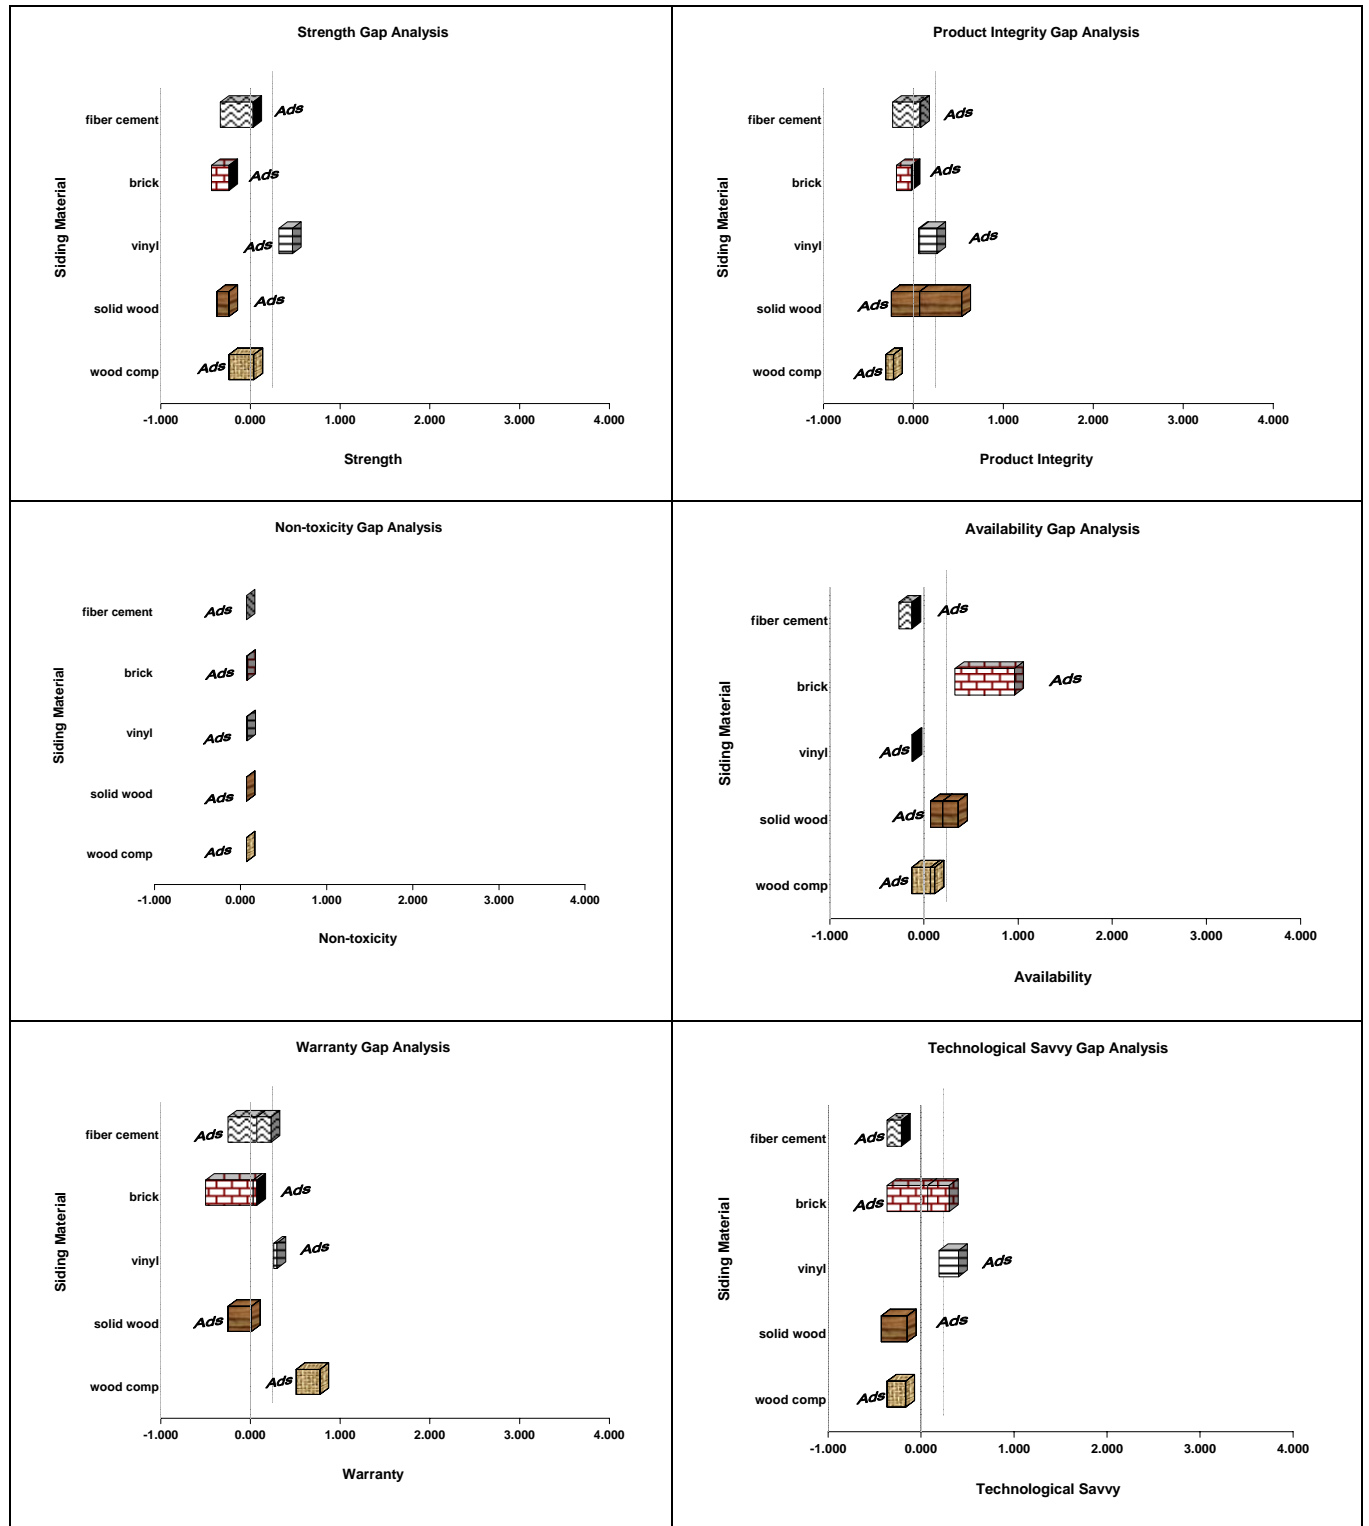 Strength Gap Analysis
fiber cement Ads
brick Ads
vinyl Ads
solid wood Ads
wood comp Ads
Siding Material
-1.000 0.000 1.000 2.000 3.000 4.000
Strength
Product Integrity Gap Analysis
fiber cement Ads
brick Ads
vinyl Ads
solid wood Ads
wood comp Ads
Siding Material
-1.000 0.000 1.000 2.000 3.000 4.000
Product Integrity
Non-toxicity Gap Analysis
fiber cement Ads
brick Ads
vinyl Ads
solid wood Ads
wood comp Ads
Siding Material
-1.000 0.000 1.000 2.000 3.000 4.000
Non-toxicity
Availability Gap Analysis
fiber cement Ads
brick Ads
vinyl Ads
solid wood Ads
wood comp Ads
Siding Material
-1.000 0.000 1.000 2.000 3.000 4.000
Availability
Warranty Gap Analysis
fiber cement Ads
brick Ads
vinyl Ads
solid wood Ads
wood comp Ads
Siding Material
-1.000 0.000 1.000 2.000 3.000 4.000
Warranty
Technological Savvy Gap Analysis
fiber cement Ads
brick Ads
vinyl Ads
solid wood Ads
wood comp Ads
Siding Material
-1.000 0.000 1.000 2.000 3.000 4.000
Technological Savvy